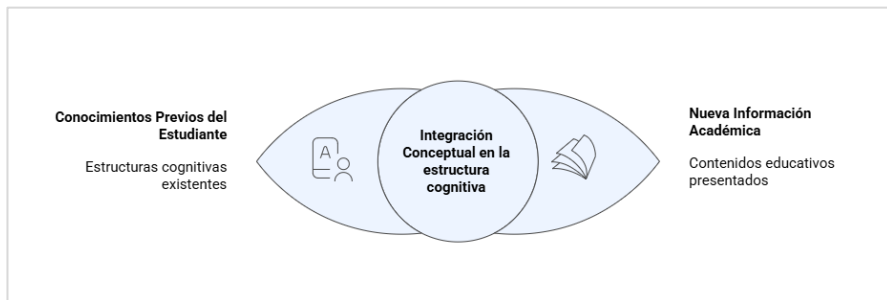 Conocimientos Previos del
Estudiante
Estructuras cognitivas
existentes
A
Integración
Conceptual en la
estructura
cognitiva
Nueva Información
Académica
Contenidos educativos
presentados